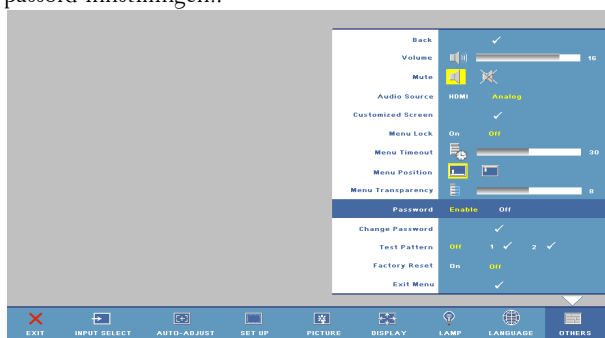 Back
Volume 16
Mute
Audio Source HDMI Analog
Customized Screen
Menu Lock On Off
Menu Timeout 30
Menu Position
Menu Transparency 8
Password Enable Off
Change Password
Test Pattern Off 1 2
Factory Reset On Off
Exit Menu
EXIT INPUT SELECT AUTO-ADJUST SET UP PICTURE DISPLAY LAMP LANGUAGE OTHERS